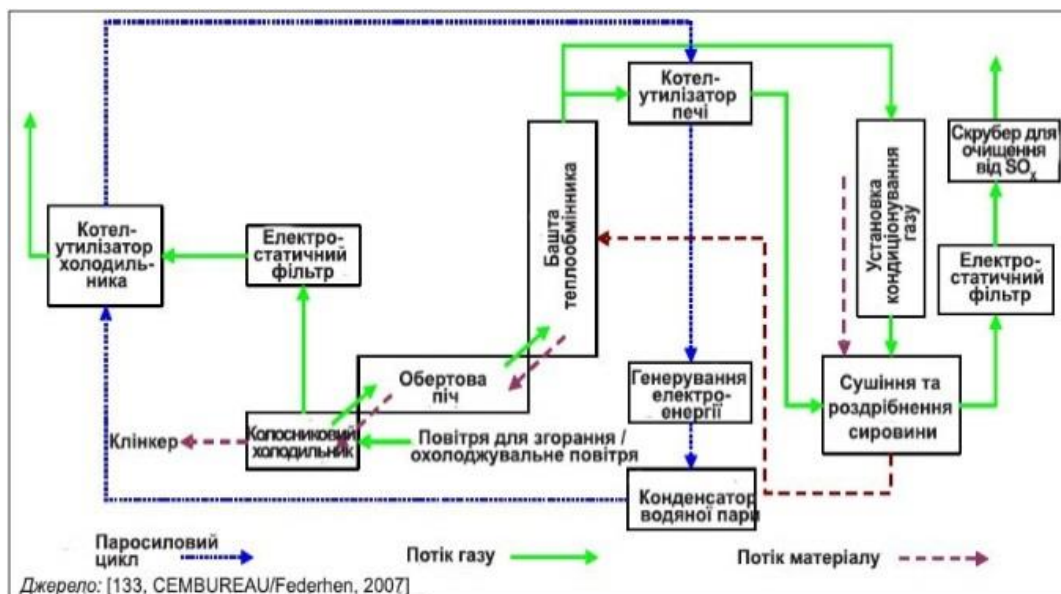 Котел-
утилізатор
печі
Скрубер для
очищення
від SOₓ
Котел-
утилізатор
холодиль-
ника
Електро-
статичний
фільтр
Башта
теплообмінника
Установка
кондиціонування
газу
Електро-
статичний
фільтр
Обертова
піч
Генерування
електро-
енергії
Сушіння та
роздрібнення
сировини
Клінкер
Колосниковий
холодильник
Повітря для згорання /
охолоджувальне повітря
Конденсатор
водяної пари
Паросиловий
цикл
Потік газу
Потік матеріалу
Джерело: [133, CEMBUREAU/Federhen, 2007]